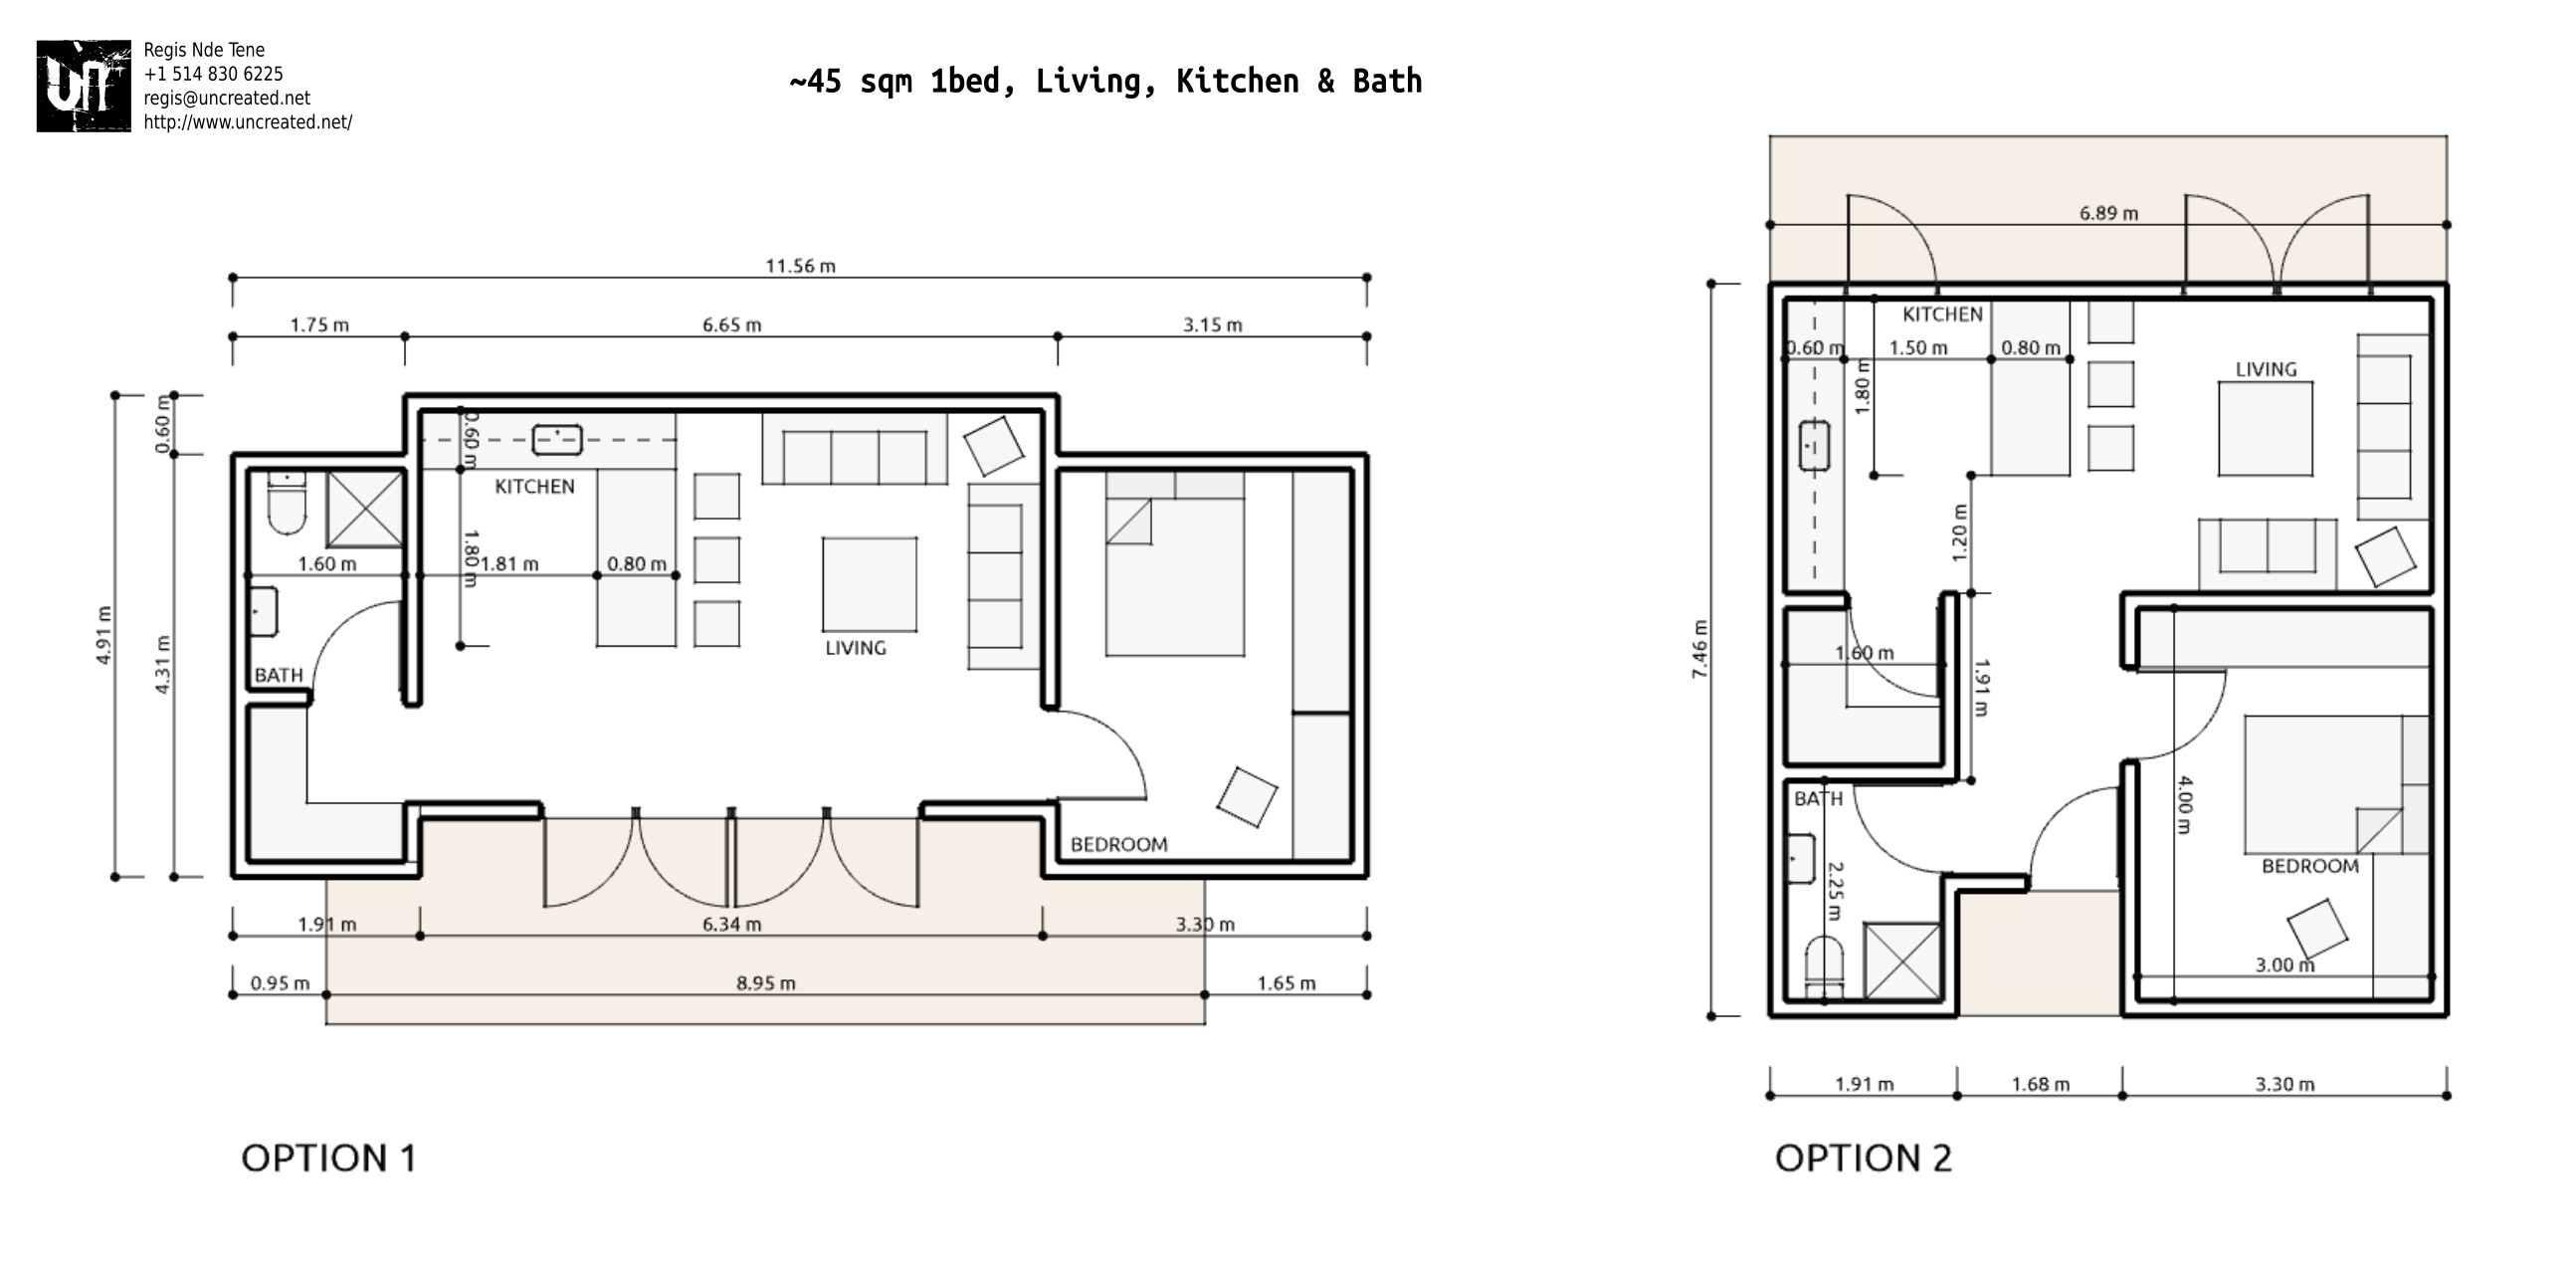 UN
Regis Nde Tene
+1 514 830 6225
regis@uncreated.net
http://www.uncreated.net/
~45 sqm 1bed, Living, Kitchen & Bath
11.56 m
1.75 m
6.65 m
3.15 m
4.91 m
0.60 m
4.31 m
0.60 m
KITCHEN
1.80 m
1.60 m
1.81 m
0.80 m
LIVING
BATH
BEDROOM
1.91 m
6.34 m
3.30 m
0.95 m
8.95 m
1.65 m
OPTION 1
6.89 m
KITCHEN
0.60 m
1.50 m
0.80 m
1.80 m
LIVING
1.20 m
7.46 m
1.60 m
1.91 m
BATH
4.00 m
2.25 m
BEDROOM
3.00 m
1.91 m
1.68 m
3.30 m
OPTION 2